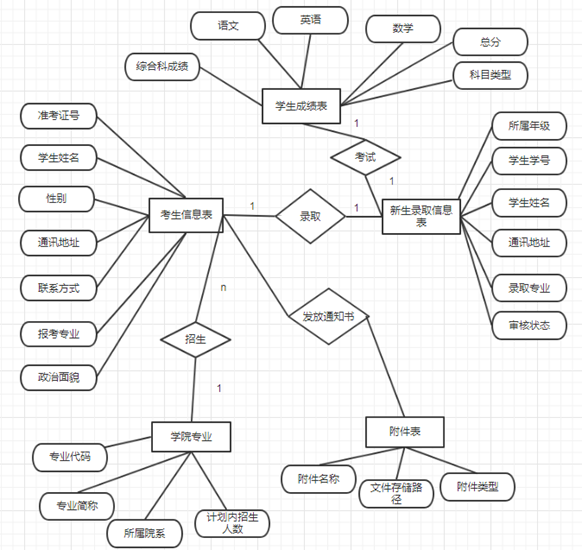 英语
语文
数学
总分
综合科成绩
科目类型
学生成绩表
准考证号
1
所属年级
学生姓名
考试
学生学号
1
性别
考生信息表
1
录取
1
新生录取信息
表
学生姓名
通讯地址
通讯地址
联系方式
n
录取专业
报考专业
招生
发放通知书
审核状态
政治面貌
1
学院专业
附件表
专业代码
附件名称
文件存储路
径
附件类型
专业简称
所属院系
计划内招生
人数